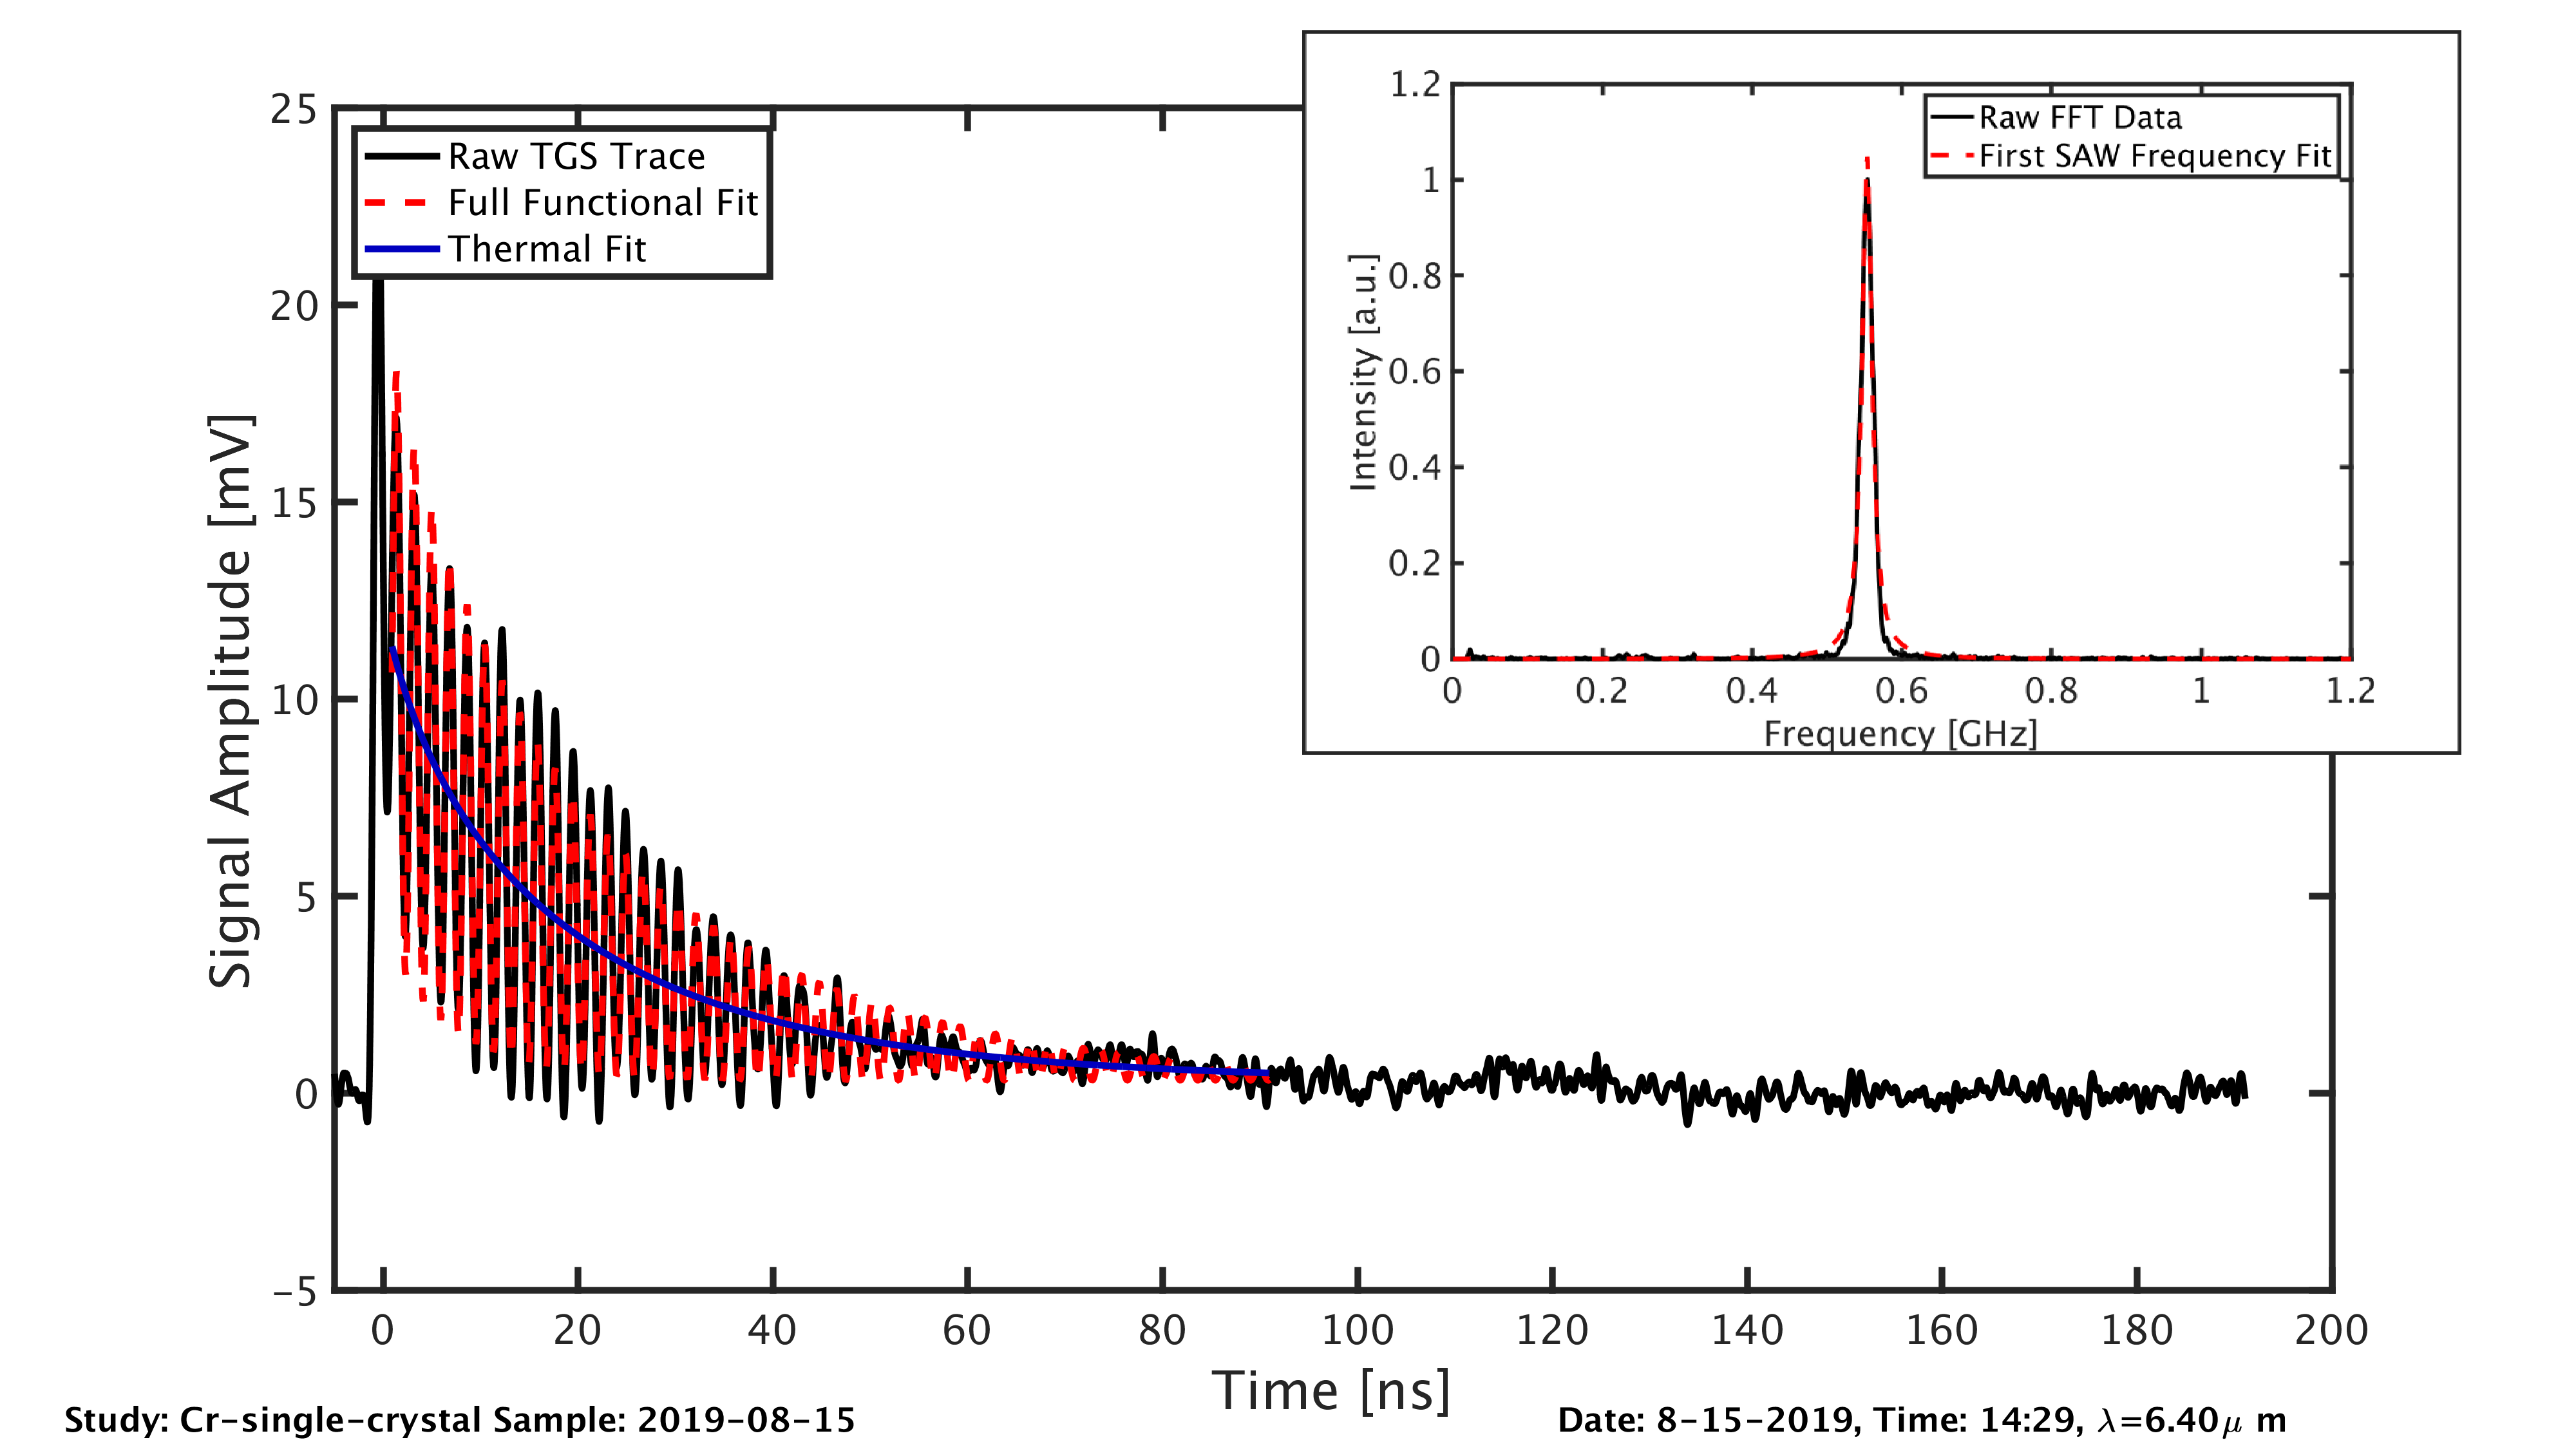 1.2
1
0.8
0.6
0.4
0.2
0
Intensity [a.u.]
Raw FFT Data
First SAW Frequency Fit
0 0.2 0.4 0.6 0.8 1 1.2
Frequency [GHz]
25
20
15
10
5
0
-5
Signal Amplitude [mV]
Raw TGS Trace
Full Functional Fit
Thermal Fit
0 20 40 60 80 100 120 140 160 180 200
Time [ns]
Study: Cr-single-crystal Sample: 2019-08-15
Date: 8-15-2019, Time: 14:29, λ=6.40μ m